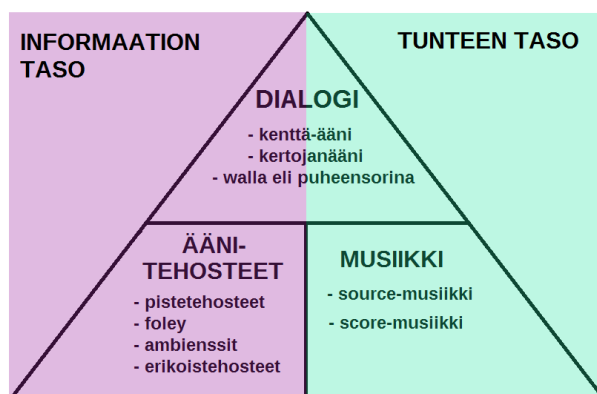 INFORMAATION
TASO
TUNTEEN TASO
DIALOGI
- kenttä-ääni
- kertojanääni
- walla eli puheensorina
ÄÄNI-
TEHOSTEET
- pistetehosteet
- foley
- ambienssit
- erikoistehosteet
MUSIIKKI
- source-musiikki
- score-musiikki